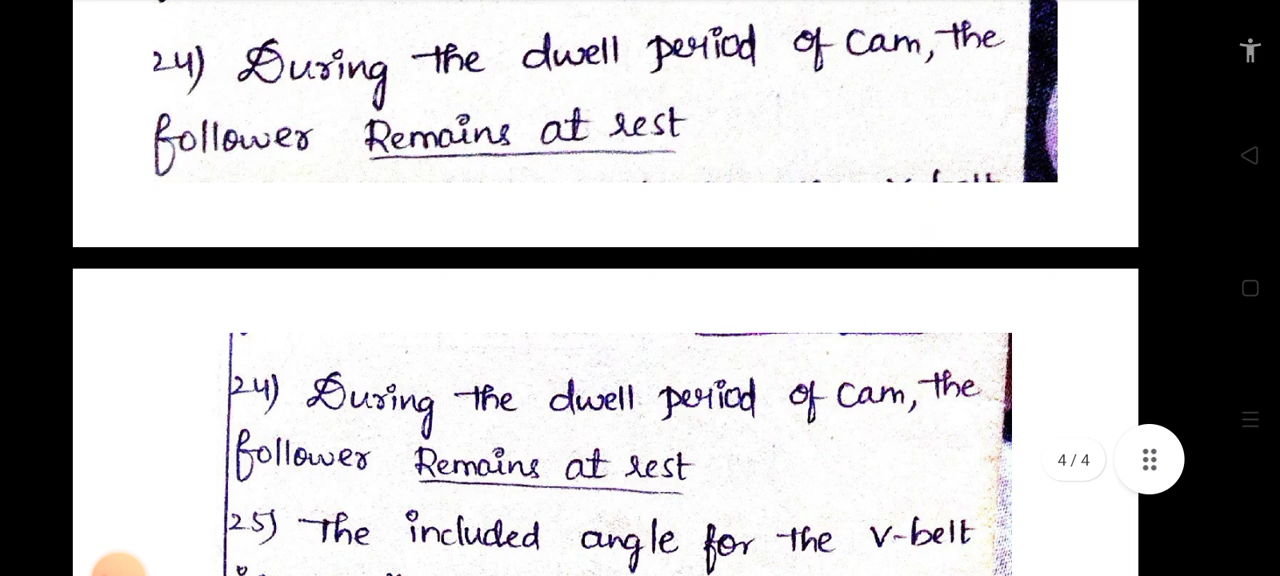 24) During the dwell period of Cam, the
follower Remains at rest
24) During the dwell period of Cam, the
follower Remains at rest
4 / 4
25) The included angle for the v-belt